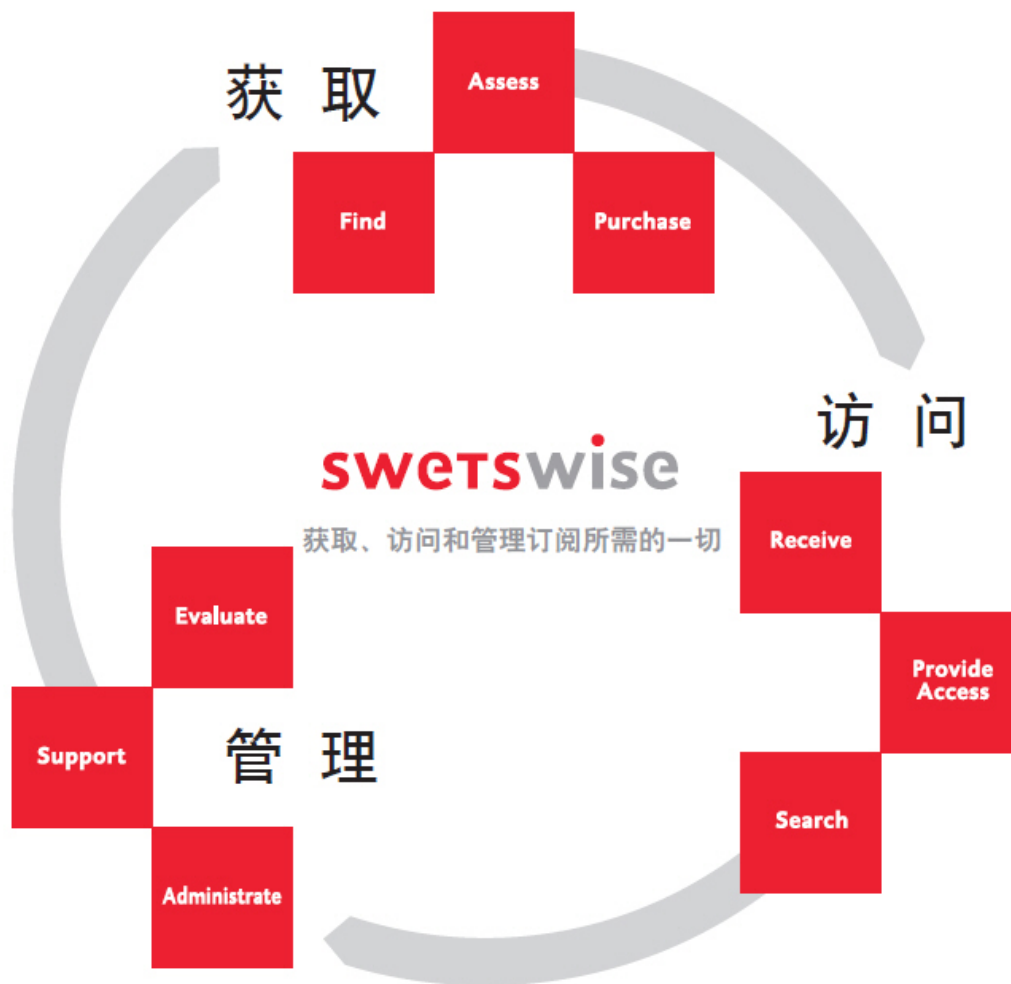 获取
Assess
Find
Purchase
访问
swetswise
获取、访问和管理订阅所需的一切
Receive
Provide
Access
Search
Evaluate
Support
管理
Administrate